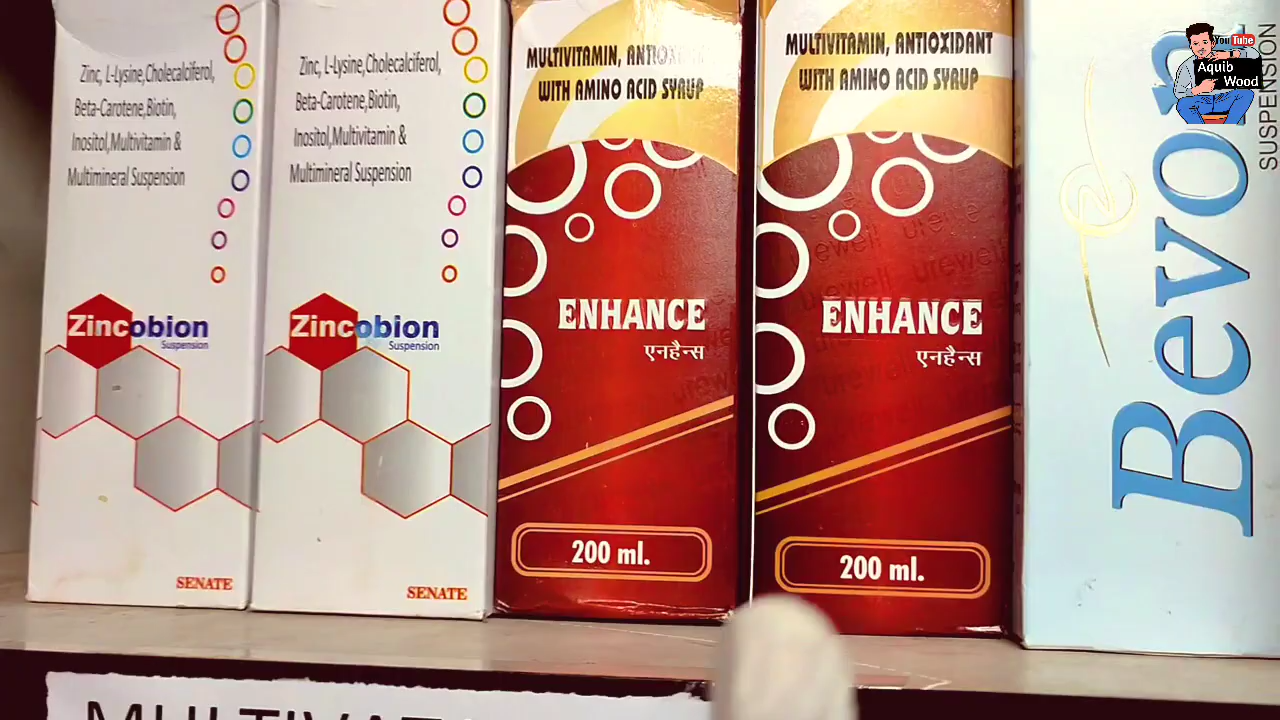 Zinc, L-Lysine,Cholecalciferol,
Beta-Carotene,Biotin,
Inositol,Multivitamin &
Multimineral Suspension
Zincobion
Suspension
SENATE
Zinc, L-Lysine,Cholecalciferol,
Beta-Carotene,Biotin,
Inositol,Multivitamin &
Multimineral Suspension
Zincobion
Suspension
SENATE
MULTIVITAMIN,
WITH AMINO ACID SYRUP
ENHANCE
एनहैन्स
200 ml.
MULTIVITAMIN, ANTIOXIDANT
WITH AMINO ACID SYRUP
urewell
ENHANCE
एनहैन्स
200 ml.
Bevon
SUSPENSION
YouTube
Aquib
Wood